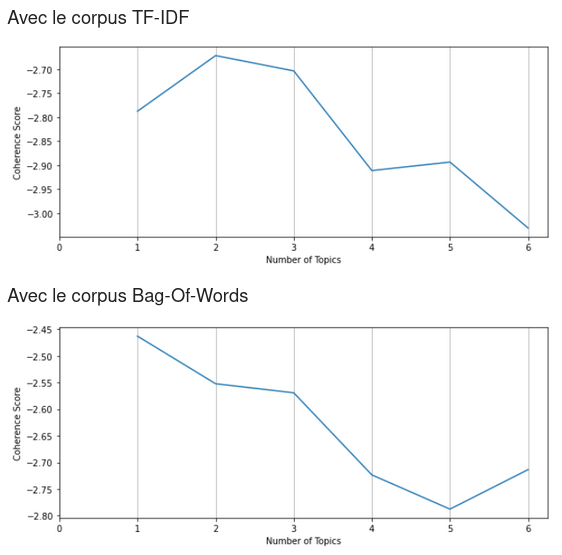 Avec le corpus TF-IDF
−2.70
−2.75
−2.80
−2.85
−2.90
−2.95
−3.00
Coherence Score
0 1 2 3 4 5 6
Number of Topics
Avec le corpus Bag-Of-Words
−2.45
−2.50
−2.55
−2.60
−2.65
−2.70
−2.75
−2.80
Coherence Score
0 1 2 3 4 5 6
Number of Topics